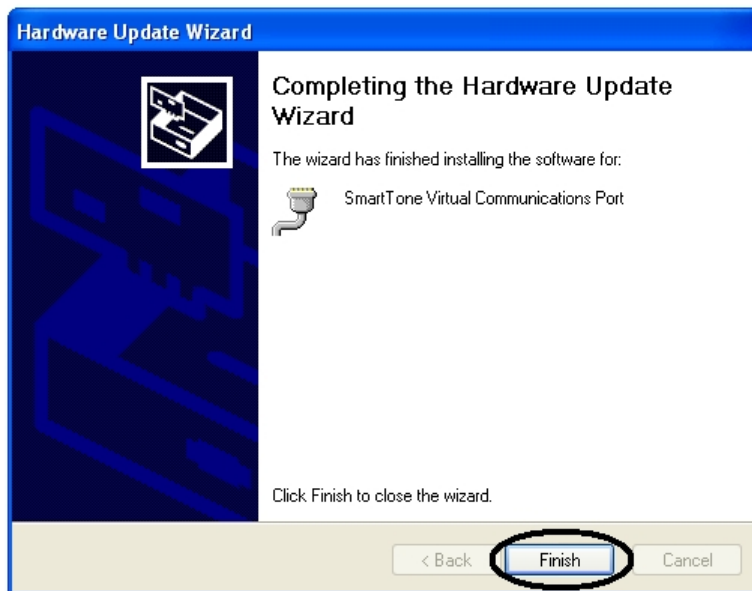 Hardware Update Wizard
Completing the Hardware Update
Wizard
The wizard has finished installing the software for:
SmartTone Virtual Communications Port
Click Finish to close the wizard.
< Back Finish Cancel